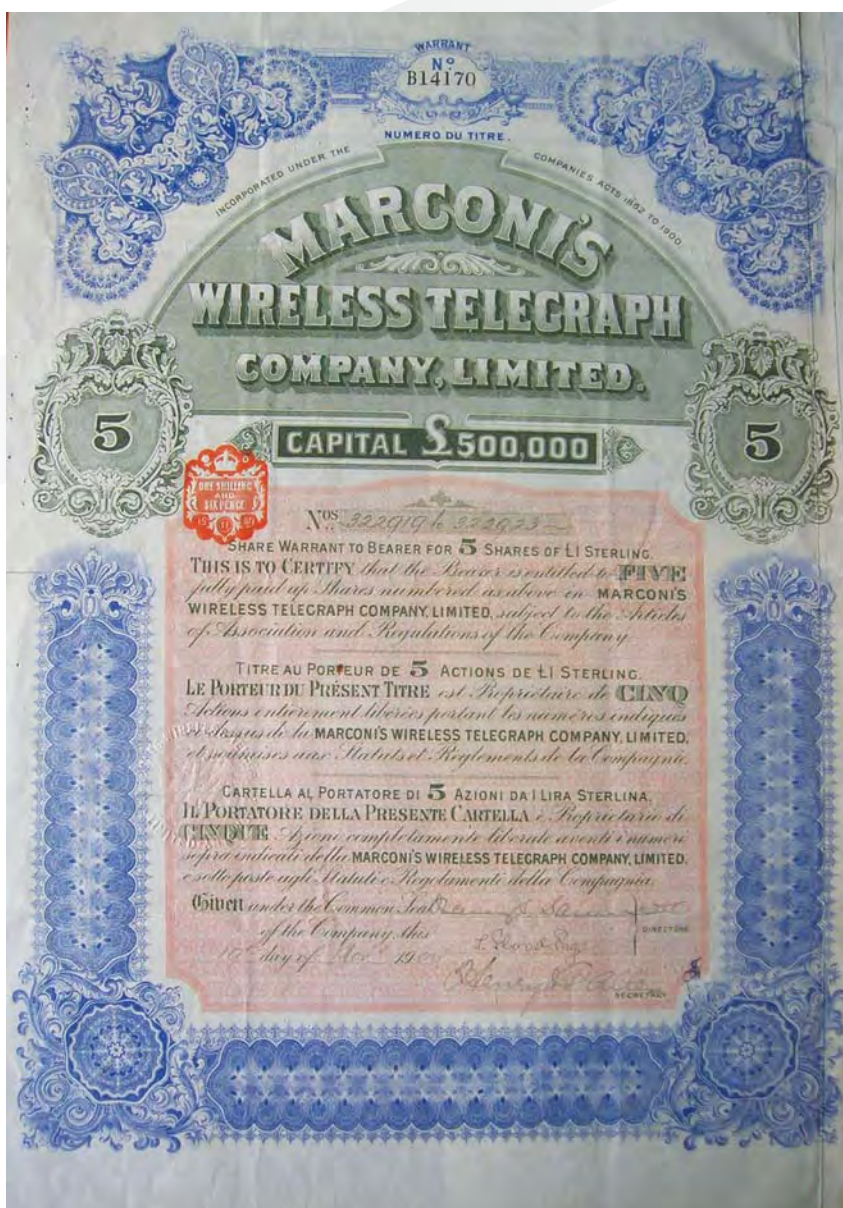 WARRANT
Nº
B14170
NUMERO DU TITRE.
INCORPORATED UNDER THE COMPANIES ACTS 1862 TO 1900
MARCONI'S
WIRELESS TELEGRAPH
COMPANY, LIMITED.
5 5
CAPITAL £500,000
ONE SHILLING
AND
SIX PENCE
Nos 322919 to 322923
SHARE WARRANT TO BEARER FOR 5 SHARES OF £1 STERLING.
THIS IS TO CERTIFY that the Bearer is entitled to FIVE
fully paid up Shares numbered as above in MARCONI'S
WIRELESS TELEGRAPH COMPANY, LIMITED, subject to the Articles
of Association and Regulations of the Company.
TITRE AU PORTEUR DE 5 ACTIONS DE £1 STERLING.
LE PORTEUR DU PRÉSENT TITRE est Propriétaire de CINQ
Actions entièrement libérées portant les numéros indiqués
ci-dessus de la MARCONI'S WIRELESS TELEGRAPH COMPANY, LIMITED,
et soumises aux Statuts et Règlements de la Compagnie.
CARTELLA AL PORTATORE DI 5 AZIONI DA 1 LIRA STERLINA.
IL PORTATORE DELLA PRESENTE CARTELLA è Proprietario di
CINQUE Azioni completamente liberate aventi i numeri
sopra indicati della MARCONI'S WIRELESS TELEGRAPH COMPANY, LIMITED,
e sottoposte agli Statuti e Regolamenti della Compagnia.
Given under the Common Seal
of the Company, this
day of Nov 19
DIRECTORS
SECRETARY